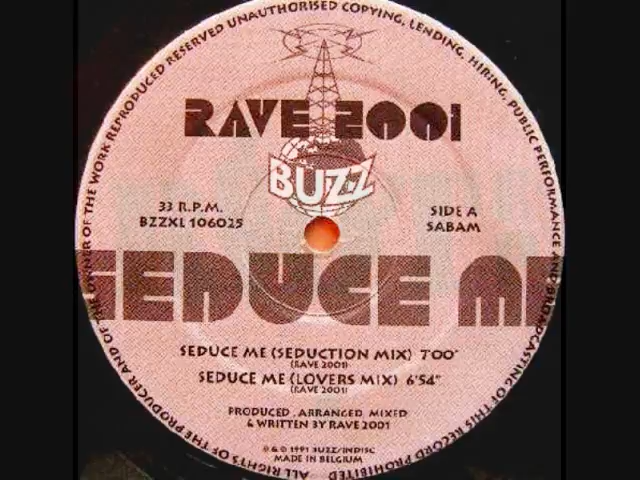 ALL RIGHTS OF THE PRODUCER AND OF THE OWNER OF THE WORK REPRODUCED RESERVED UNAUTHORISED COPYING, LENDING, HIRING, PUBLIC PERFORMANCE AND BROADCASTING OF THIS RECORD PROHIBITED
RAVE 2001
BUZZ
33 R.P.M.
BZZXL 106025
SIDE A
SABAM
SEDUCE ME
SEDUCE ME (SEDUCTION MIX) 7'00"
(RAVE 2001)
SEDUCE ME (LOVERS MIX) 6'54"
(RAVE 2001)
PRODUCED, ARRANGED, MIXED
& WRITTEN BY RAVE 2001
℗ & © 1991 BUZZ/INDISC
MADE IN BELGIUM